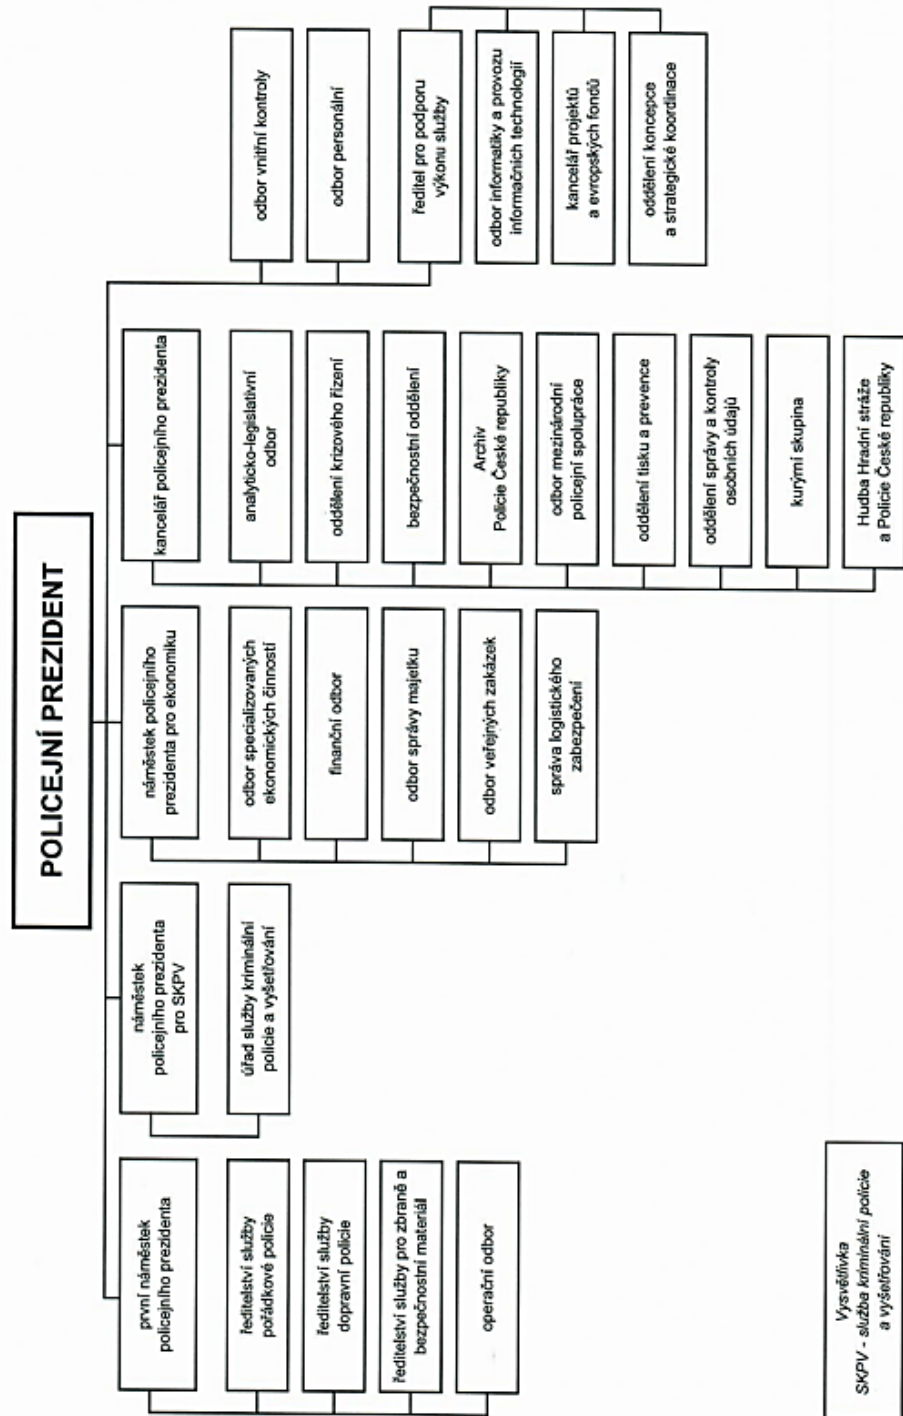 POLICEJNÍ PREZIDENT
první náměstek
policejního prezidenta
ředitelství služby
pořádkové policie
ředitelství služby
dopravní policie
ředitelství služby pro zbraně a
bezpečnostní materiál
operační odbor
náměstek
policejního prezidenta
pro SKPV
úřad služby kriminální
policie a vyšetřování
náměstek policejního
prezidenta pro ekonomiku
odbor specializovaných
ekonomických činností
finanční odbor
odbor správy majetku
odbor veřejných zakázek
správa logistického
zabezpečení
kancelář policejního prezidenta
analyticko-legislativní
odbor
oddělení krizového řízení
bezpečnostní oddělení
Archiv
Policie České republiky
odbor mezinárodní
policejní spolupráce
oddělení tisku a prevence
oddělení správy a kontroly
osobních údajů
kurýrní skupina
Hudba Hradní stráže
a Policie České republiky
odbor vnitřní kontroly
odbor personální
ředitel pro podporu
výkonu služby
odbor informatiky a provozu
informačních technologií
kancelář projektů
a evropských fondů
oddělení koncepce
a strategické koordinace
Vysvětlivka
SKPV - služba kriminální policie
a vyšetřování